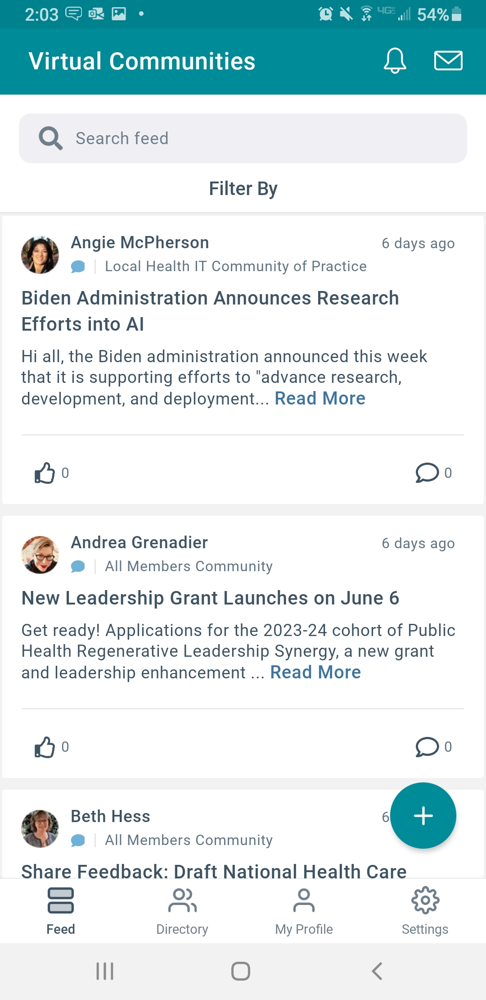 2:03
4G LTE
54%
Virtual Communities
Search feed
Filter By
Angie McPherson
6 days ago
Local Health IT Community of Practice
Biden Administration Announces Research
Efforts into AI
Hi all, the Biden administration announced this week
that it is supporting efforts to "advance research,
development, and deployment... Read More
0
0
Andrea Grenadier
6 days ago
All Members Community
New Leadership Grant Launches on June 6
Get ready! Applications for the 2023-24 cohort of Public
Health Regenerative Leadership Synergy, a new grant
and leadership enhancement ... Read More
0
0
Beth Hess
6
All Members Community
Share Feedback: Draft National Health Care
Feed
Directory
My Profile
Settings